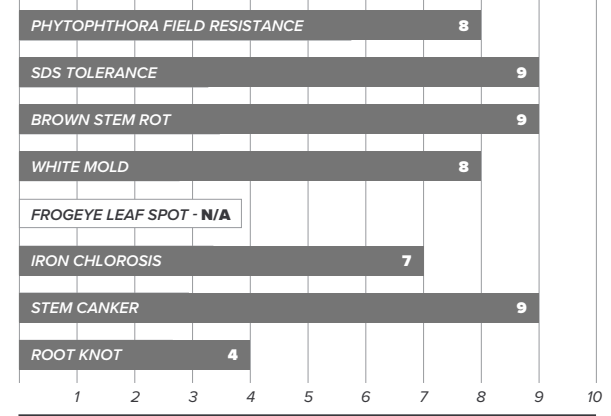 PHYTOPHTHORA FIELD RESISTANCE 8
SDS TOLERANCE 9
BROWN STEM ROT 9
WHITE MOLD 8
FROGEYE LEAF SPOT - N/A
IRON CHLOROSIS 7
STEM CANKER 9
ROOT KNOT 4
1 2 3 4 5 6 7 8 9 10